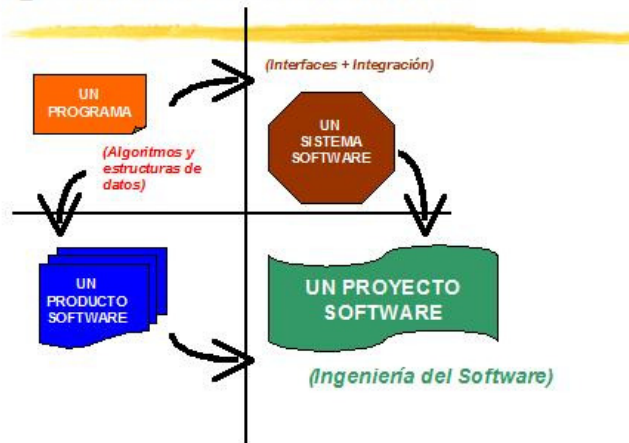 (Interfaces + Integración)
UN
PROGRAMA
UN
SISTEMA
SOFTWARE
(Algoritmos y
estructuras de
datos)
UN
PRODUCTO
SOFTWARE
UN PROYECTO
SOFTWARE
(Ingeniería del Software)